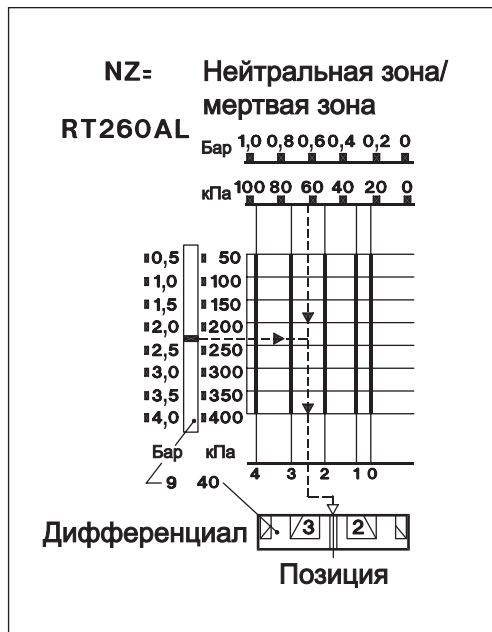 NZ= Нейтральная зона/
мертвая зона
RT260AL
Бар 1,0 0,8 0,6 0,4 0,2 0
кПа 100 80 60 40 20 0
0,5 50
1,0 100
1,5 150
2,0 200
2,5 250
3,0 300
3,5 350
4,0 400
Бар кПа 4 3 2 1 0
9 40
Дифференциал 3 2
Позиция